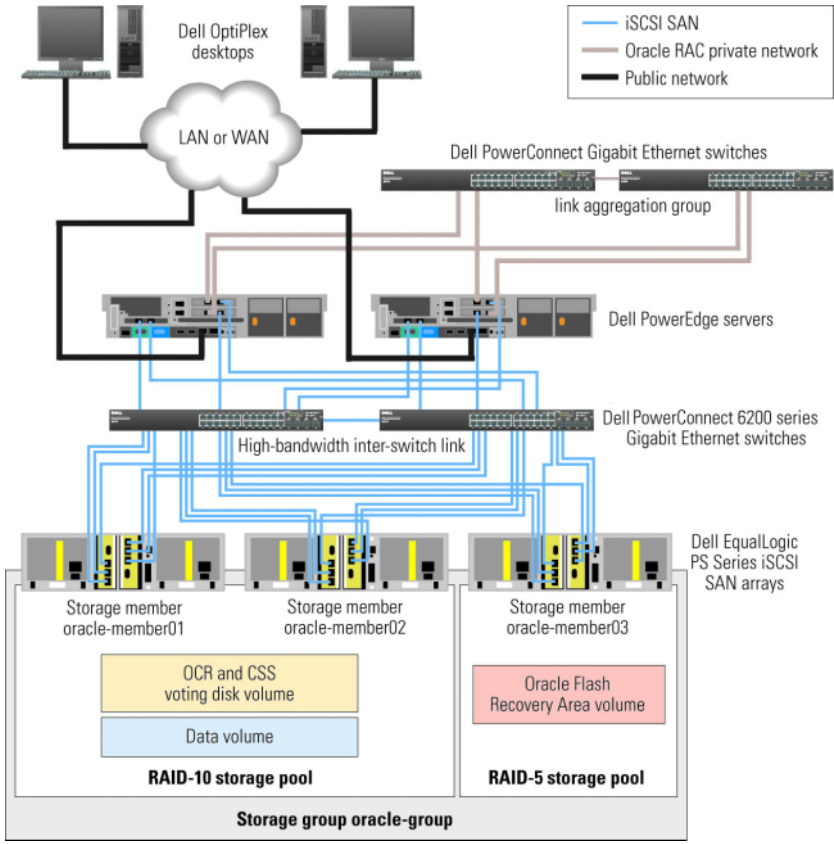 Dell OptiPlex
desktops
iSCSI SAN
Oracle RAC private network
Public network
LAN or WAN
Dell PowerConnect Gigabit Ethernet switches
DELL
DELL
link aggregation group
Dell PowerEdge servers
DELL
DELL
Dell PowerConnect 6200 series
Gigabit Ethernet switches
High-bandwidth inter-switch link
Dell EqualLogic
PS Series iSCSI
SAN arrays
Storage member
oracle-member01
Storage member
oracle-member02
Storage member
oracle-member03
OCR and CSS
voting disk volume
Data volume
Oracle Flash
Recovery Area volume
RAID-10 storage pool
RAID-5 storage pool
Storage group oracle-group